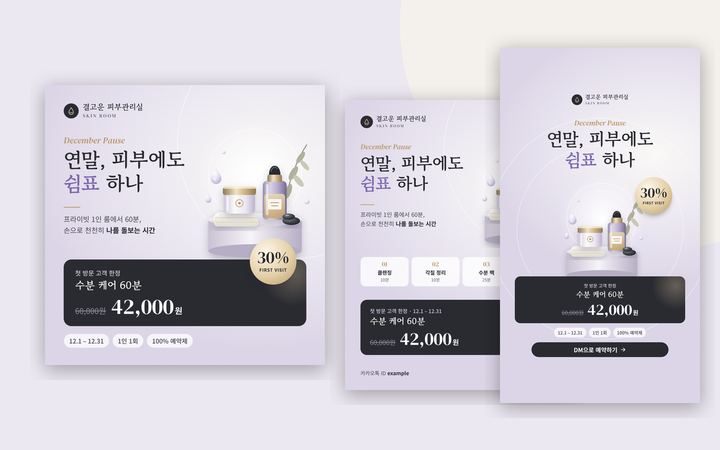 결고운 피부관리실
SKIN ROOM
December Pause
연말, 피부에도
쉼표 하나
프라이빗 1인 룸에서 60분,
손으로 천천히 나를 돌보는 시간
30%
FIRST VISIT
첫 방문 고객 한정
수분 케어 60분
60,000원 42,000원
12.1 – 12.31
1인 1회
100% 예약제
결고운 피부관리실
SKIN ROOM
December Pause
연말, 피부에도
쉼표 하나
프라이빗 1인 룸에서 60분,
손으로 천천히 나를 돌보는 시간
01
클렌징
10분
02
각질 정리
10분
03
수분 팩
25분
첫 방문 고객 한정 · 12.1 – 12.31
수분 케어 60분
60,000원 42,000원
카카오톡 ID example
결고운 피부관리실
SKIN ROOM
December Pause
연말, 피부에도
쉼표 하나
30%
FIRST VISIT
첫 방문 고객 한정
수분 케어 60분
60,000원 42,000원
12.1 – 12.31
1인 1회
100% 예약제
DM으로 예약하기 →